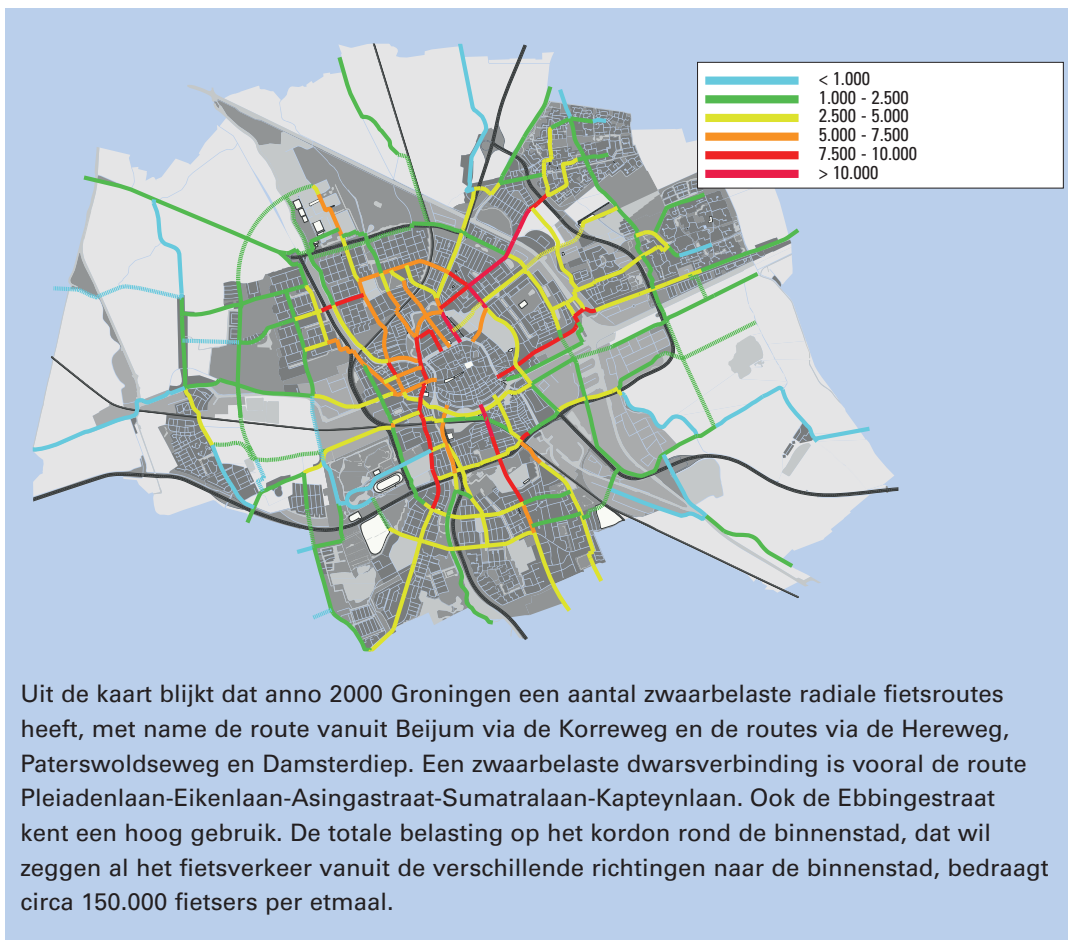 < 1.000
1.000 - 2.500
2.500 - 5.000
5.000 - 7.500
7.500 - 10.000
> 10.000
Uit de kaart blijkt dat anno 2000 Groningen een aantal zwaarbelaste radiale fietsroutes
heeft, met name de route vanuit Beijum via de Korreweg en de routes via de Hereweg,
Paterswoldseweg en Damsterdiep. Een zwaarbelaste dwarsverbinding is vooral de route
Pleiadenlaan-Eikenlaan-Asingastraat-Sumatralaan-Kapteynlaan. Ook de Ebbingestraat
kent een hoog gebruik. De totale belasting op het kordon rond de binnenstad, dat wil
zeggen al het fietsverkeer vanuit de verschillende richtingen naar de binnenstad, bedraagt
circa 150.000 fietsers per etmaal.